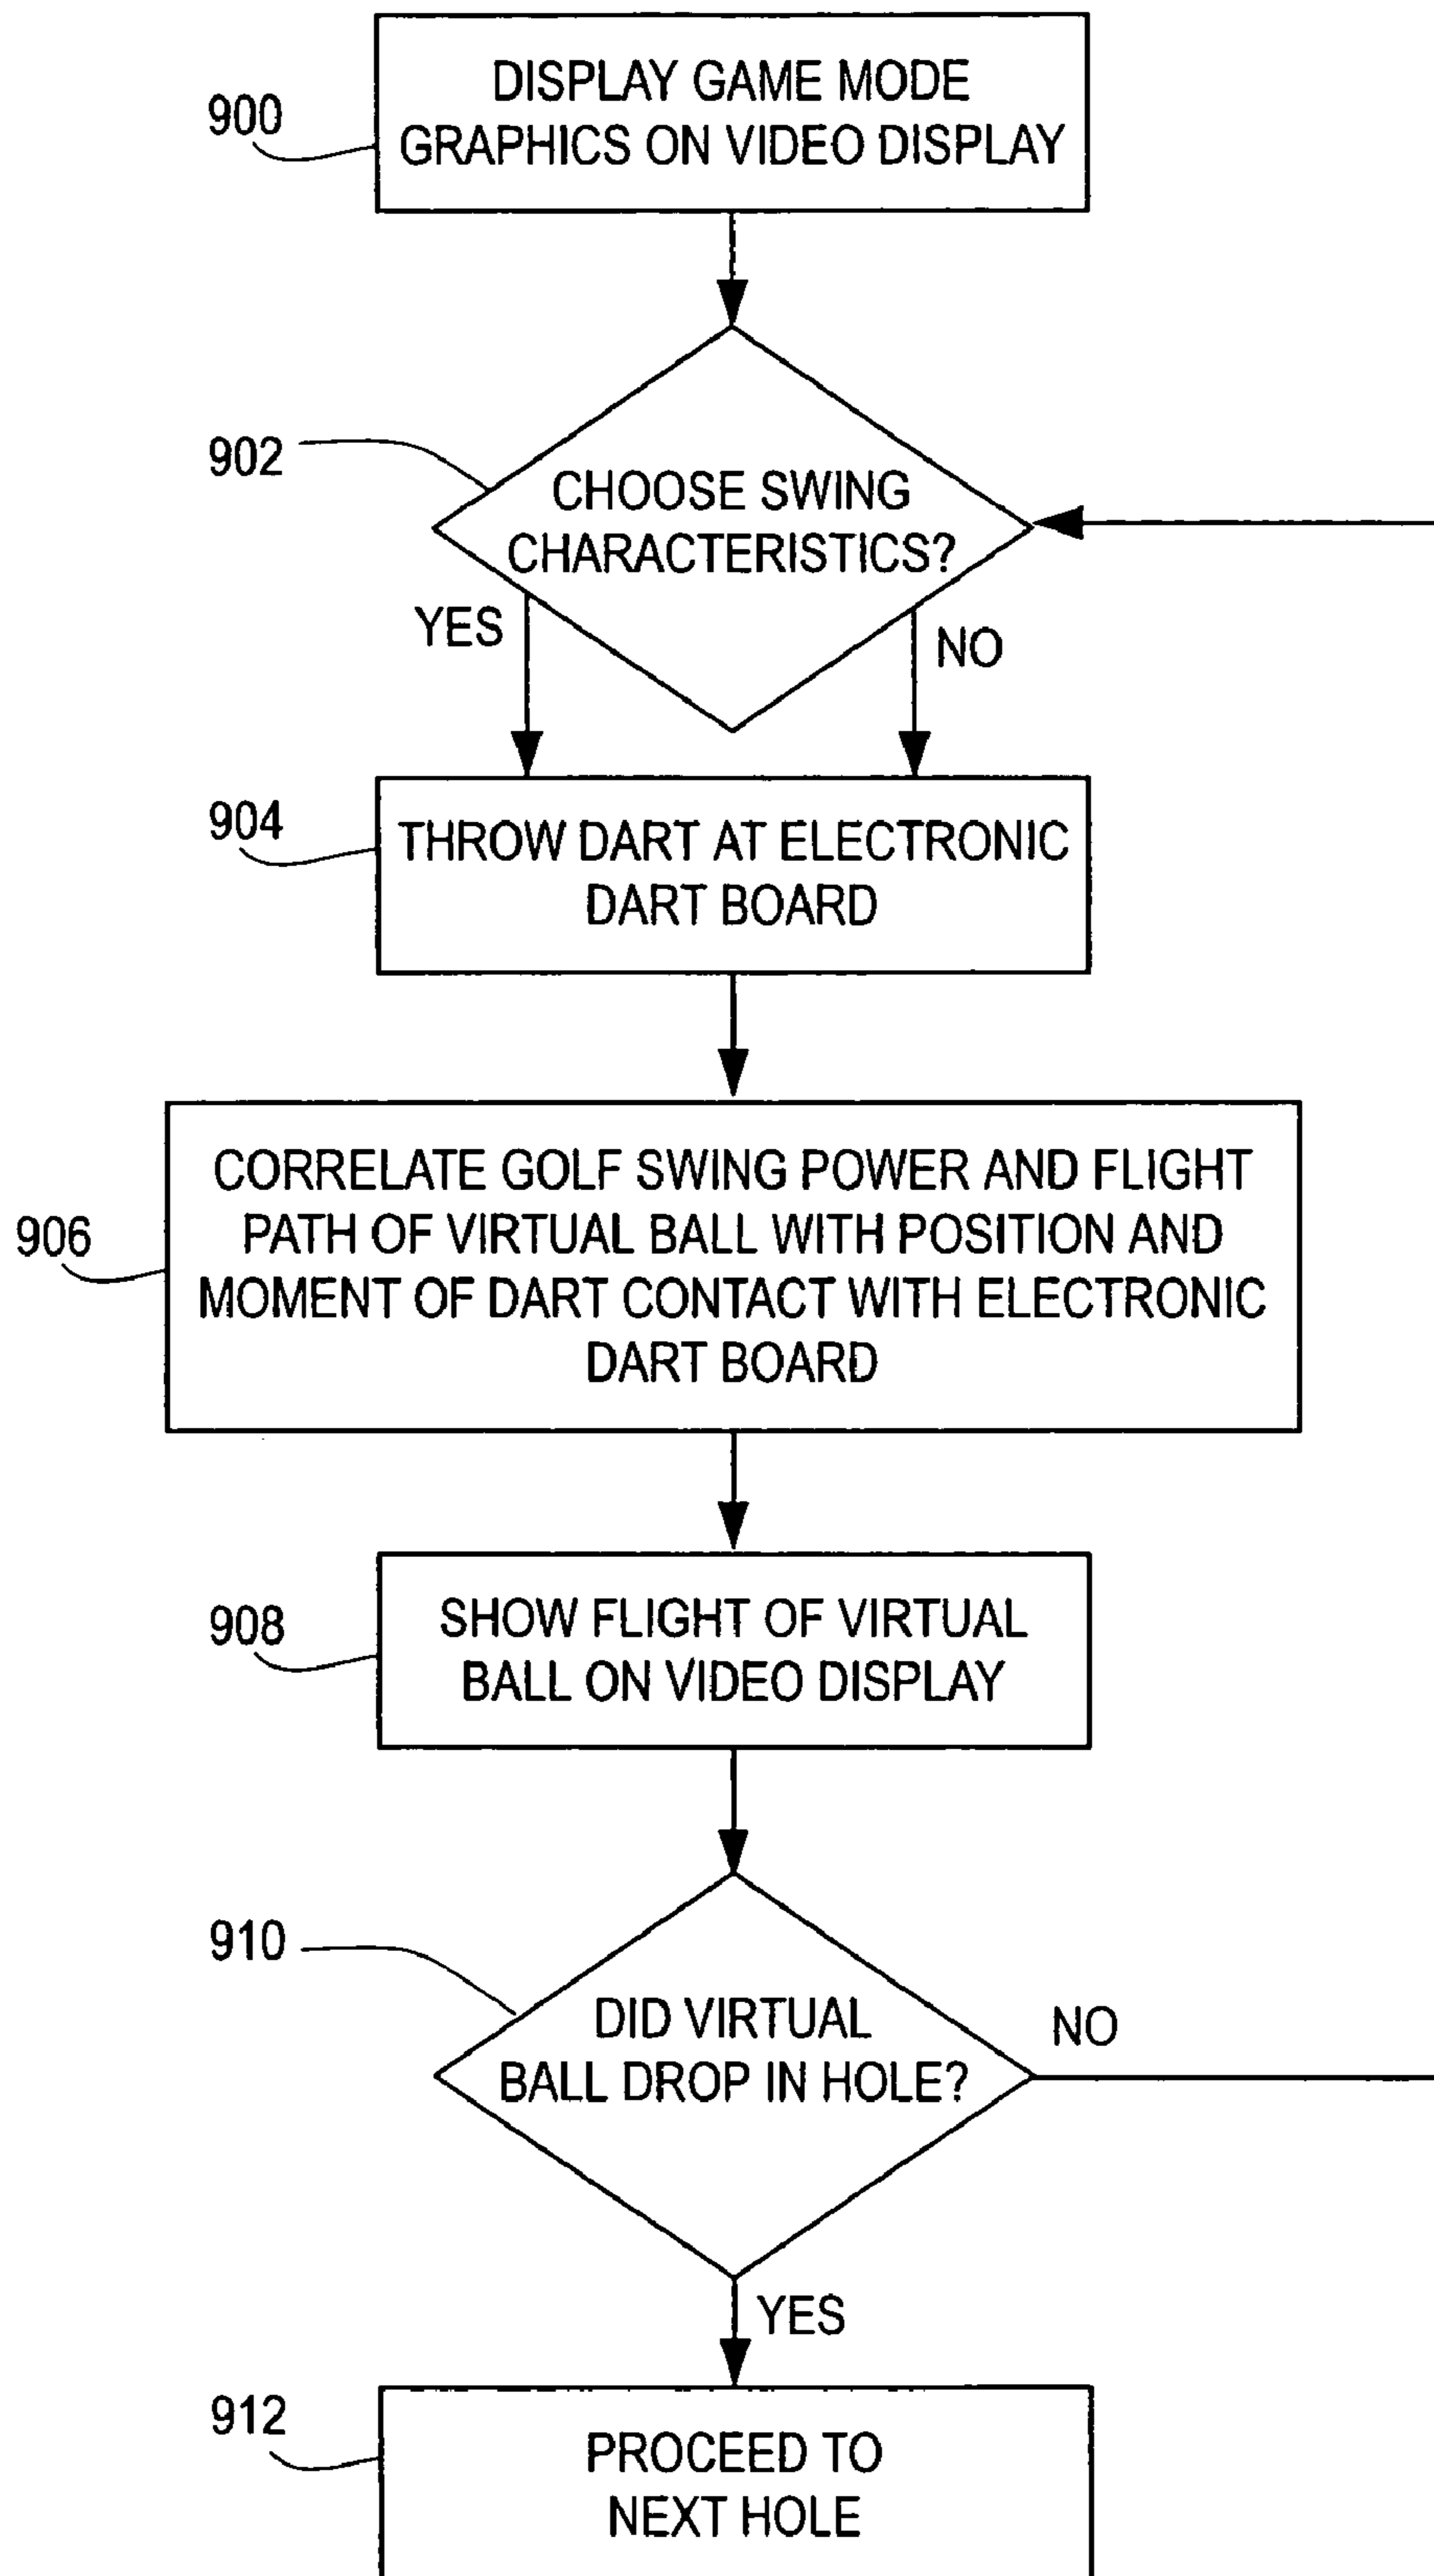 DISPLAY GAME MODE
GRAPHICS ON VIDEO DISPLAY
900
902
CHOOSE SWING
CHARACTERISTICS?
YES
NO
904
THROW DART AT ELECTRONIC
DART BOARD
906
CORRELATE GOLF SWING POWER AND FLIGHT
PATH OF VIRTUAL BALL WITH POSITION AND
MOMENT OF DART CONTACT WITH ELECTRONIC
DART BOARD
908
SHOW FLIGHT OF VIRTUAL
BALL ON VIDEO DISPLAY
910
DID VIRTUAL
BALL DROP IN HOLE?
NO
YES
912
PROCEED TO
NEXT HOLE